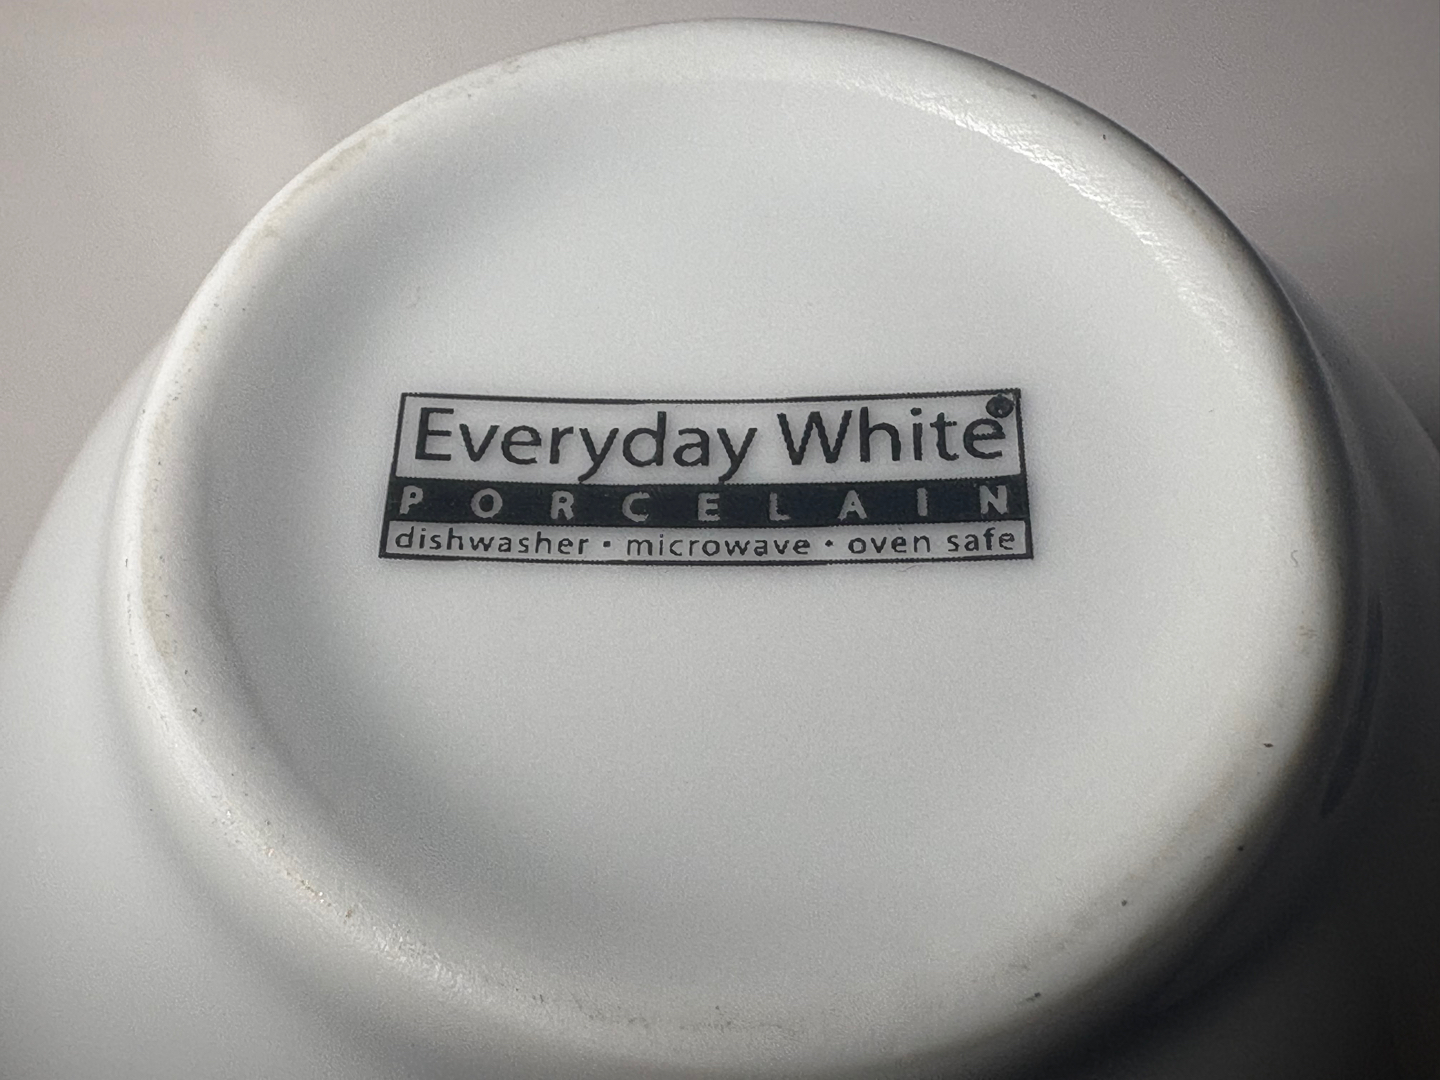 Everyday White®
PORCELAIN
dishwasher • microwave • oven safe